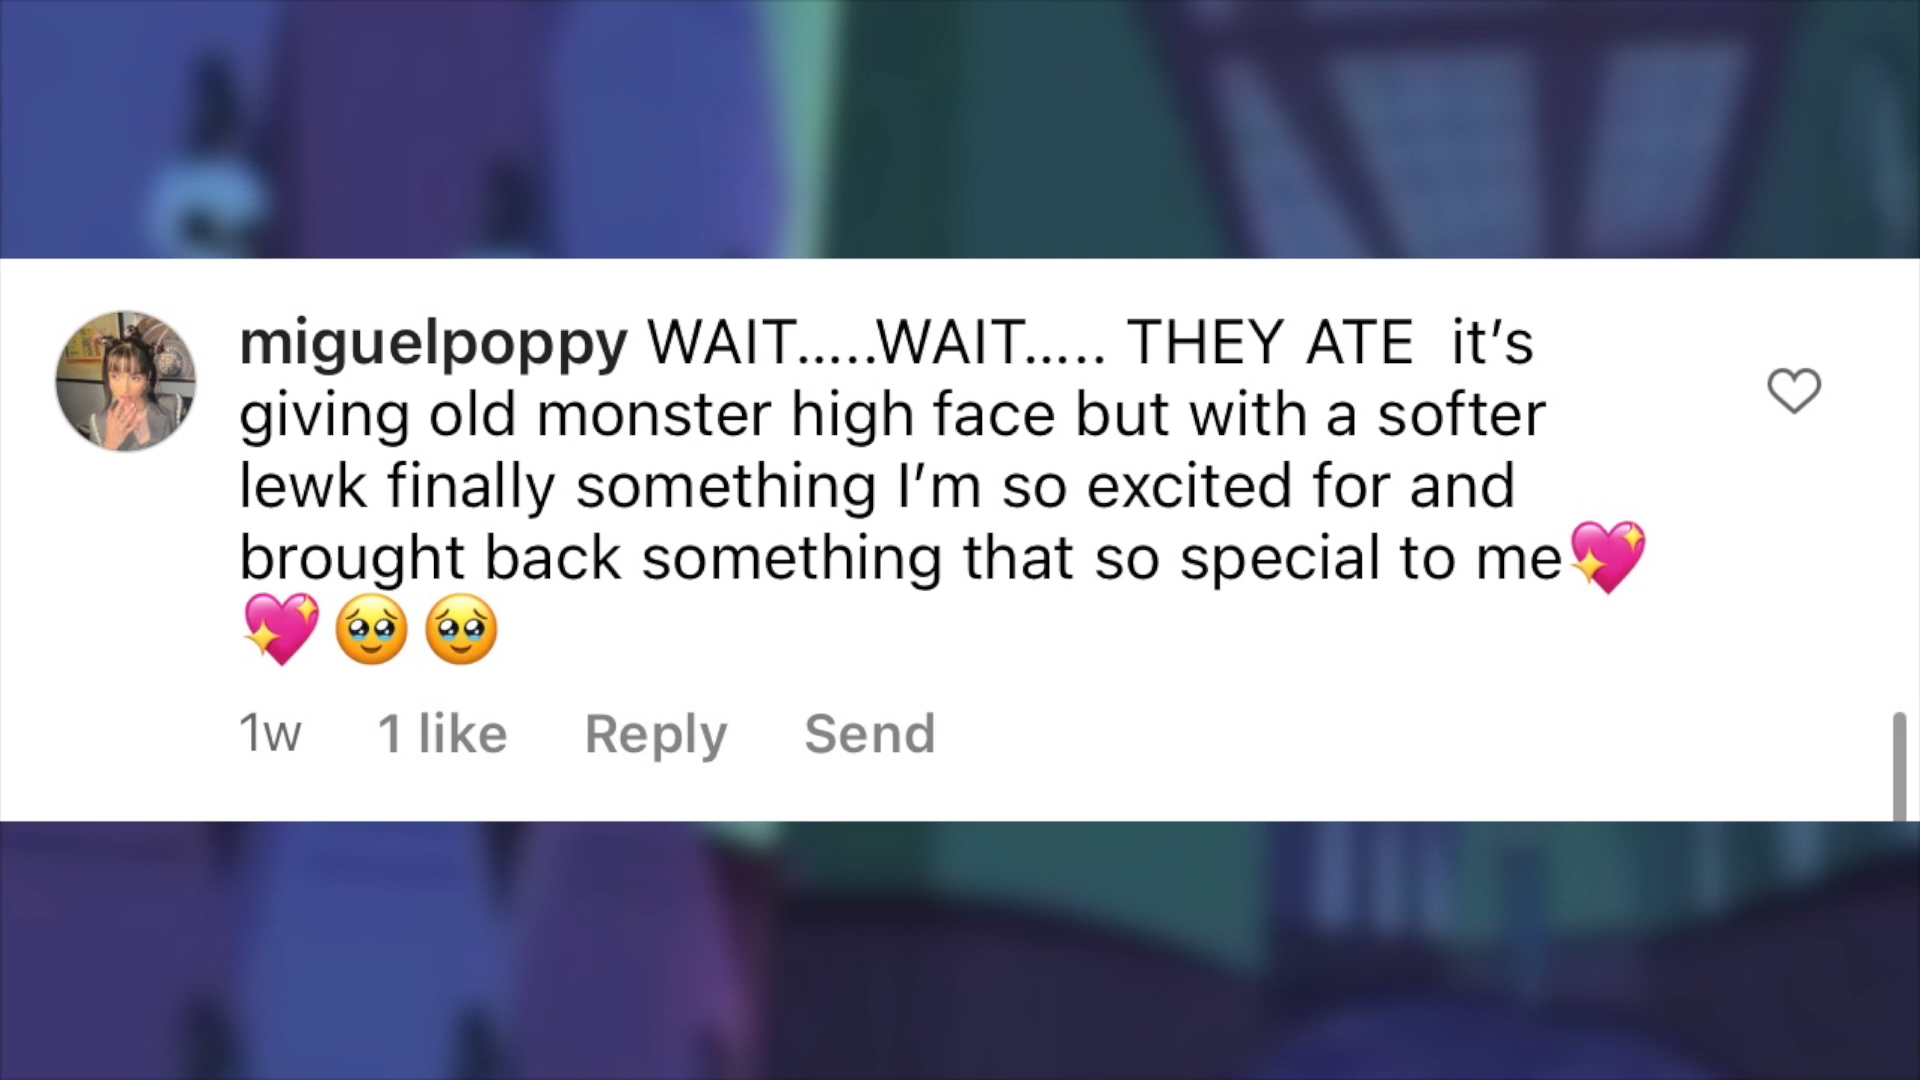 miguelpoppy WAIT.....WAIT..... THEY ATE  it’s
giving old monster high face but with a softer
lewk finally something I’m so excited for and
brought back something that so special to me💖
💖🥹🥹
1w 1 like Reply Send